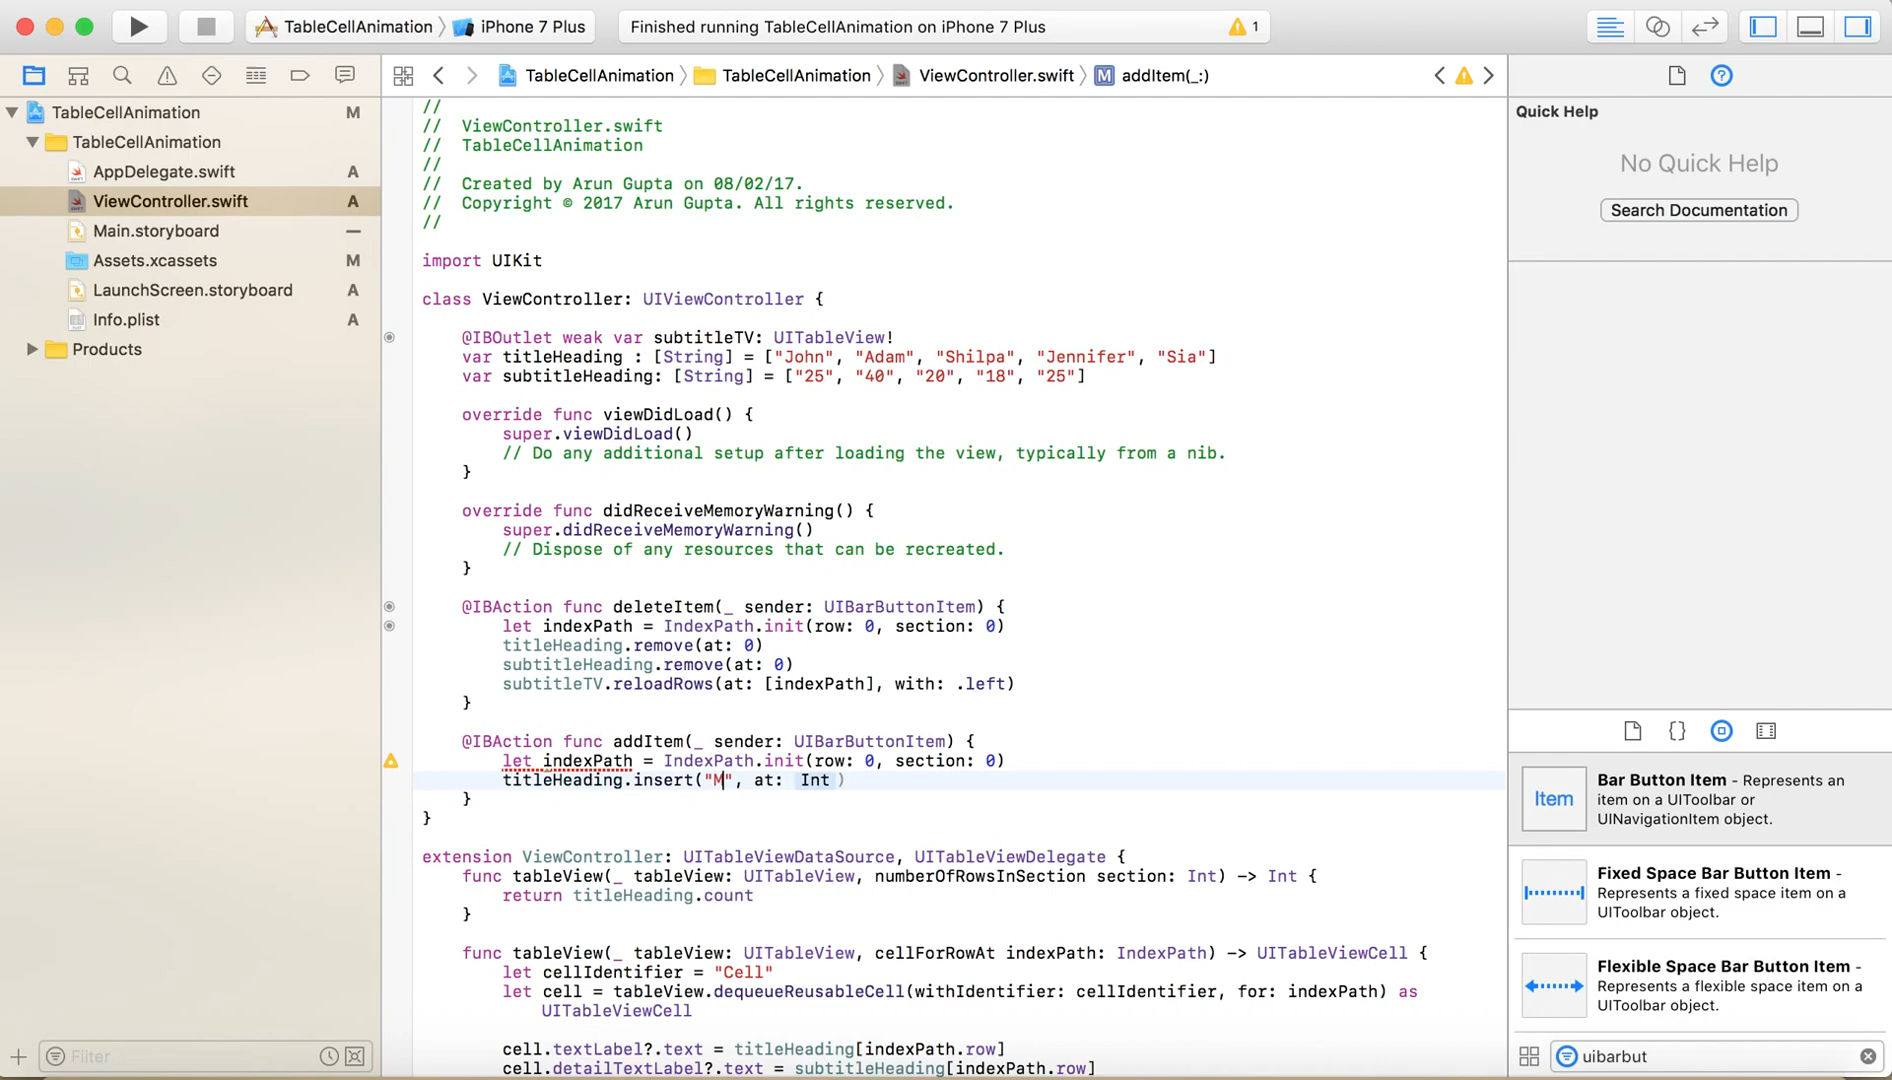 TableCellAnimation 〉 iPhone 7 Plus
Finished running TableCellAnimation on iPhone 7 Plus
1
TableCellAnimation 〉 TableCellAnimation 〉 ViewController.swift 〉 M addItem(_:)
TableCellAnimation M
TableCellAnimation
AppDelegate.swift A
ViewController.swift A
Main.storyboard —
Assets.xcassets M
LaunchScreen.storyboard A
Info.plist A
Products
Filter
//
// ViewController.swift
// TableCellAnimation
//
// Created by Arun Gupta on 08/02/17.
// Copyright © 2017 Arun Gupta. All rights reserved.
//
import UIKit
class ViewController: UIViewController {
@IBOutlet weak var subtitleTV: UITableView!
var titleHeading : [String] = ["John", "Adam", "Shilpa", "Jennifer", "Sia"]
var subtitleHeading: [String] = ["25", "40", "20", "18", "25"]
override func viewDidLoad() {
super.viewDidLoad()
// Do any additional setup after loading the view, typically from a nib.
}
override func didReceiveMemoryWarning() {
super.didReceiveMemoryWarning()
// Dispose of any resources that can be recreated.
}
@IBAction func deleteItem(_ sender: UIBarButtonItem) {
let indexPath = IndexPath.init(row: 0, section: 0)
titleHeading.remove(at: 0)
subtitleHeading.remove(at: 0)
subtitleTV.reloadRows(at: [indexPath], with: .left)
}
@IBAction func addItem(_ sender: UIBarButtonItem) {
let indexPath = IndexPath.init(row: 0, section: 0)
titleHeading.insert("M", at: Int)
}
}
extension ViewController: UITableViewDataSource, UITableViewDelegate {
func tableView(_ tableView: UITableView, numberOfRowsInSection section: Int) -> Int {
return titleHeading.count
}
func tableView(_ tableView: UITableView, cellForRowAt indexPath: IndexPath) -> UITableViewCell {
let cellIdentifier = "Cell"
let cell = tableView.dequeueReusableCell(withIdentifier: cellIdentifier, for: indexPath) as
UITableViewCell
cell.textLabel?.text = titleHeading[indexPath.row]
cell.detailTextLabel?.text = subtitleHeading[indexPath.row]
Quick Help
No Quick Help
Search Documentation
Item
Bar Button Item - Represents an
item on a UIToolbar or
UINavigationItem object.
Fixed Space Bar Button Item -
Represents a fixed space item on a
UIToolbar object.
Flexible Space Bar Button Item -
Represents a flexible space item on a
UIToolbar object.
uibarbut